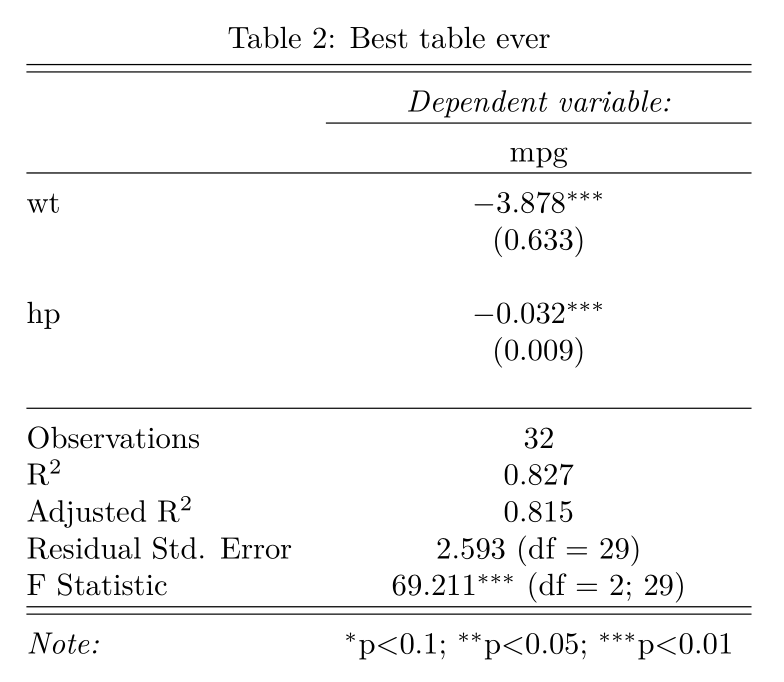 Table 2: Best table ever
Dependent variable:
mpg
wt −3.878***
(0.633)
hp −0.032***
(0.009)
Observations 32
R² 0.827
Adjusted R² 0.815
Residual Std. Error 2.593 (df = 29)
F Statistic 69.211*** (df = 2; 29)
Note: *p<0.1; **p<0.05; ***p<0.01